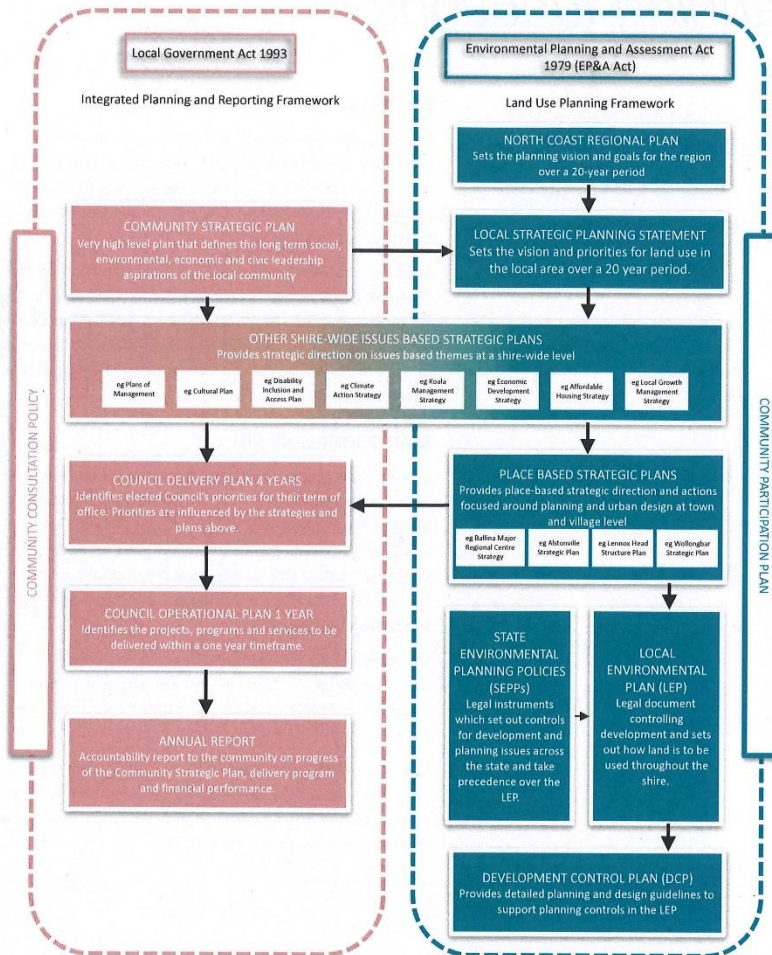 Local Government Act 1993
Integrated Planning and Reporting Framework
Environmental Planning and Assessment Act
1979 (EP&A Act)
Land Use Planning Framework
NORTH COAST REGIONAL PLAN
Sets the planning vision and goals for the region
over a 20-year period
COMMUNITY STRATEGIC PLAN
Very high level plan that defines the long term social,
environmental, economic and civic leadership
aspirations of the local community
LOCAL STRATEGIC PLANNING STATEMENT
Sets the vision and priorities for land use in
the local area over a 20 year period.
OTHER SHIRE-WIDE ISSUES BASED STRATEGIC PLANS
Provides strategic direction on issues based themes at a shire-wide level
eg Plans of
Management
eg Cultural Plan
eg Disability
Inclusion and
Access Plan
eg Climate
Action Strategy
eg Koala
Management
Strategy
eg Economic
Development
Strategy
eg Affordable
Housing Strategy
eg Local Growth
Management
Strategy
COUNCIL DELIVERY PLAN 4 YEARS
Identifies elected Council's priorities for their term of
office. Priorities are influenced by the strategies and
plans above.
PLACE BASED STRATEGIC PLANS
Provides place-based strategic direction and actions
focused around planning and urban design at town
and village level
eg Ballina Major
Regional Centre
Strategy
eg Alstonville
Strategic Plan
eg Lennox Head
Structure Plan
eg Wollongbar
Strategic Plan
COUNCIL OPERATIONAL PLAN 1 YEAR
Identifies the projects, programs and services to be
delivered within a one year timeframe.
STATE
ENVIRONMENTAL
PLANNING POLICIES
(SEPPs)
Legal instruments
which set out controls
for development and
planning issues across
the state and take
precedence over the
LEP.
LOCAL
ENVIRONMENTAL
PLAN (LEP)
Legal document
controlling
development and sets
out how land is to be
used throughout the
shire.
ANNUAL REPORT
Accountability report to the community on progress
of the Community Strategic Plan, delivery program
and financial performance.
DEVELOPMENT CONTROL PLAN (DCP)
Provides detailed planning and design guidelines to
support planning controls in the LEP
COMMUNITY CONSULTATION POLICY
COMMUNITY PARTICIPATION PLAN